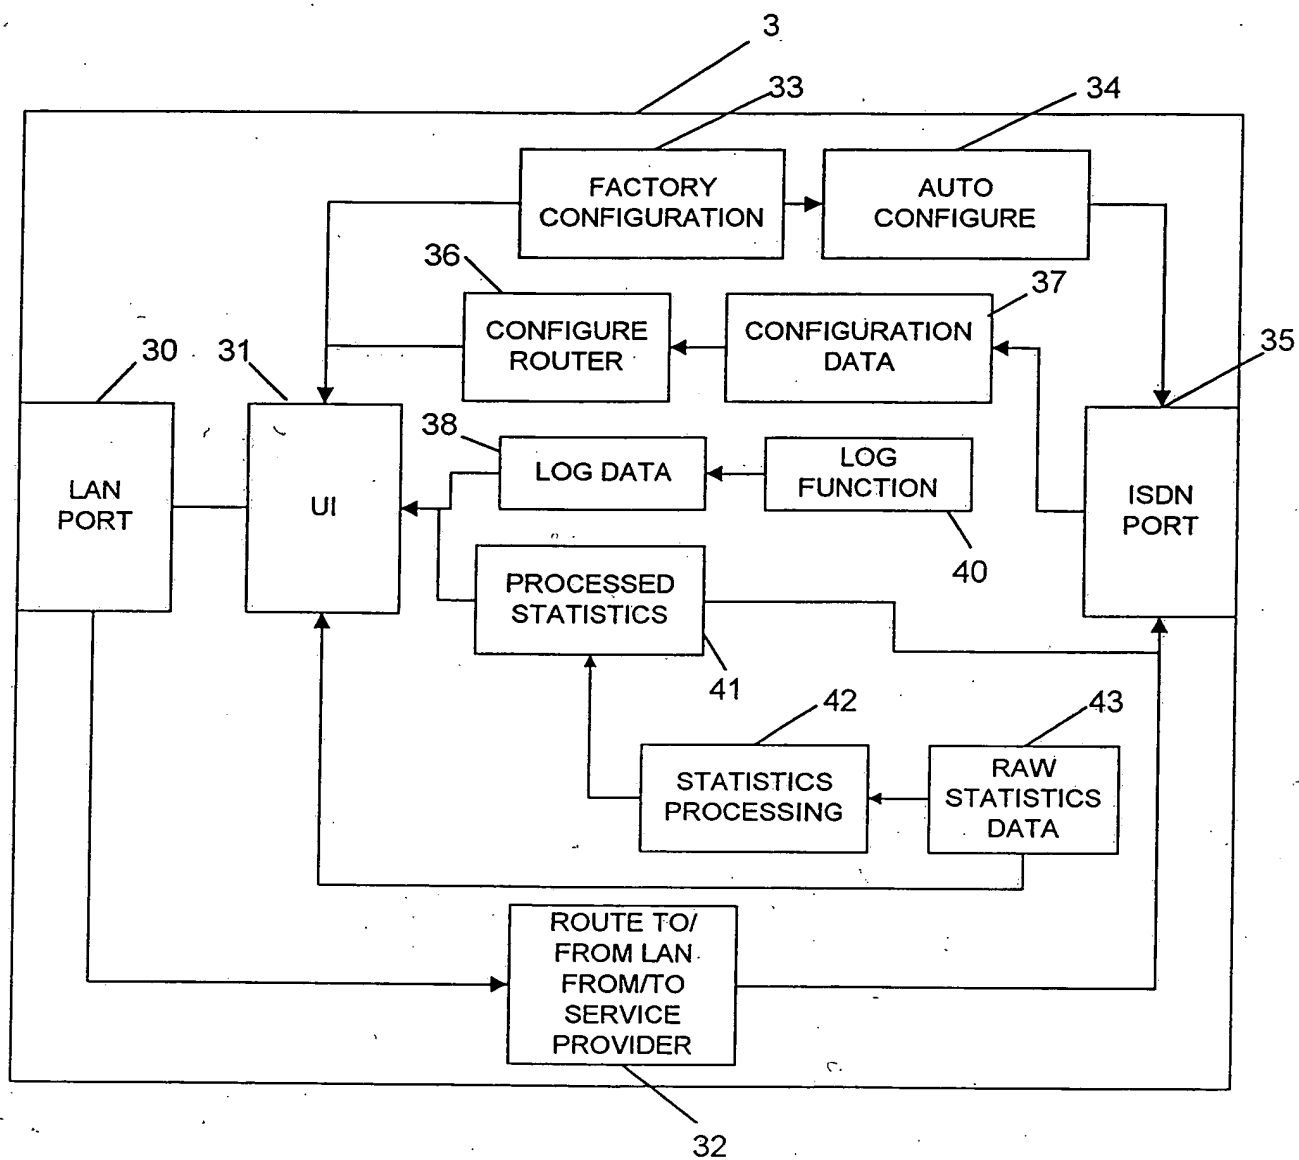 3
33
34
FACTORY
CONFIGURATION
AUTO
CONFIGURE
36
37
CONFIGURE
ROUTER
CONFIGURATION
DATA
30
31
35
38
LOG DATA
LOG
FUNCTION
LAN
PORT
UI
ISDN
PORT
40
PROCESSED
STATISTICS
41
42
43
STATISTICS
PROCESSING
RAW
STATISTICS
DATA
ROUTE TO/
FROM LAN
FROM/TO
SERVICE
PROVIDER
32